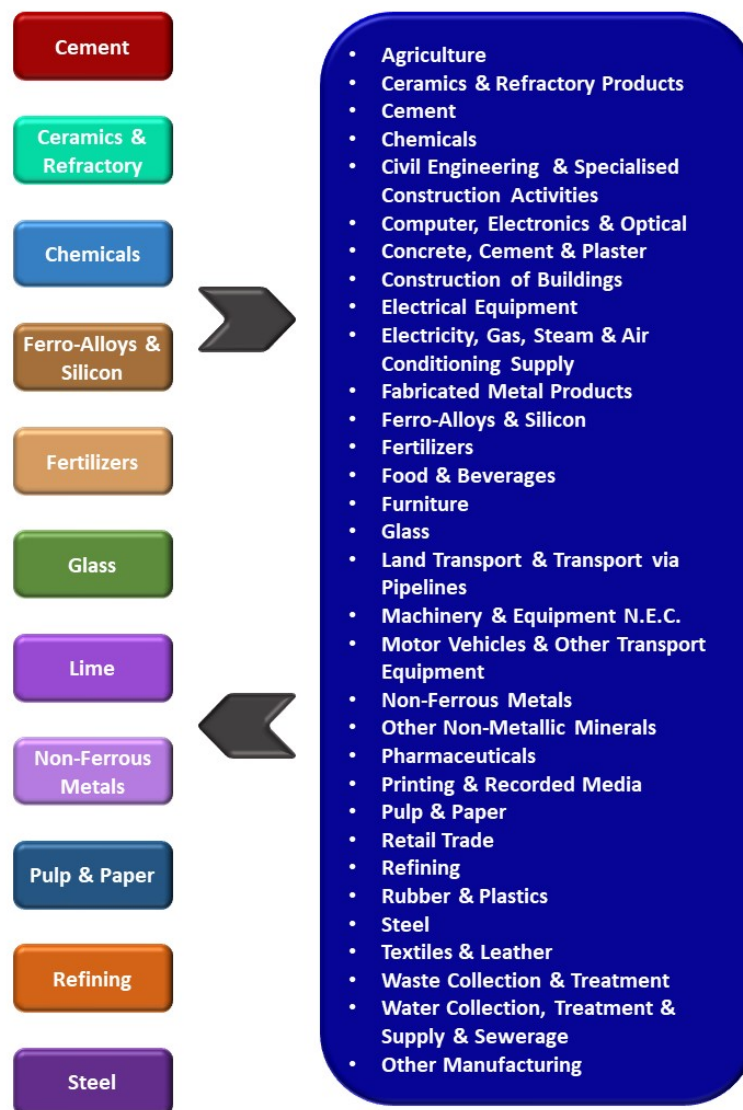 Cement
Ceramics &
Refractory
Chemicals
Ferro-Alloys &
Silicon
Fertilizers
Glass
Lime
Non-Ferrous
Metals
Pulp & Paper
Refining
Steel
• Agriculture
• Ceramics & Refractory Products
• Cement
• Chemicals
• Civil Engineering & Specialised
Construction Activities
• Computer, Electronics & Optical
• Concrete, Cement & Plaster
• Construction of Buildings
• Electrical Equipment
• Electricity, Gas, Steam & Air
Conditioning Supply
• Fabricated Metal Products
• Ferro-Alloys & Silicon
• Fertilizers
• Food & Beverages
• Furniture
• Glass
• Land Transport & Transport via
Pipelines
• Machinery & Equipment N.E.C.
• Motor Vehicles & Other Transport
Equipment
• Non-Ferrous Metals
• Other Non-Metallic Minerals
• Pharmaceuticals
• Printing & Recorded Media
• Pulp & Paper
• Retail Trade
• Refining
• Rubber & Plastics
• Steel
• Textiles & Leather
• Waste Collection & Treatment
• Water Collection, Treatment &
Supply & Sewerage
• Other Manufacturing